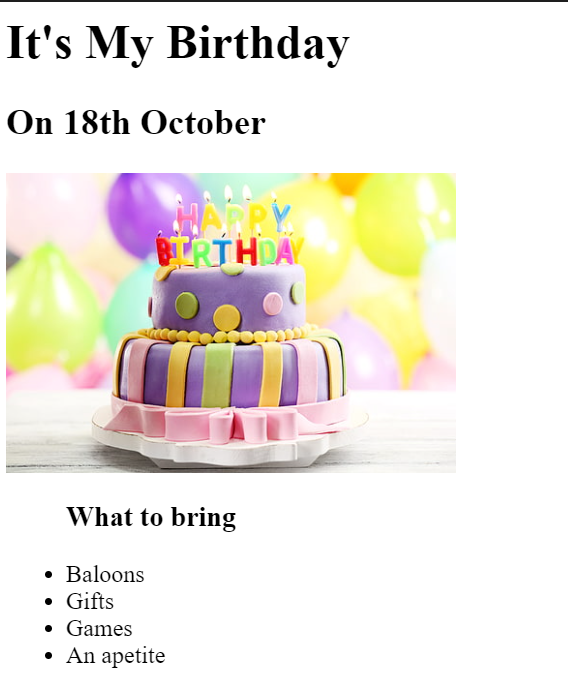 It's My Birthday
On 18th October
HAPPY
BIRTHDAY
What to bring
Baloons
Gifts
Games
An apetite